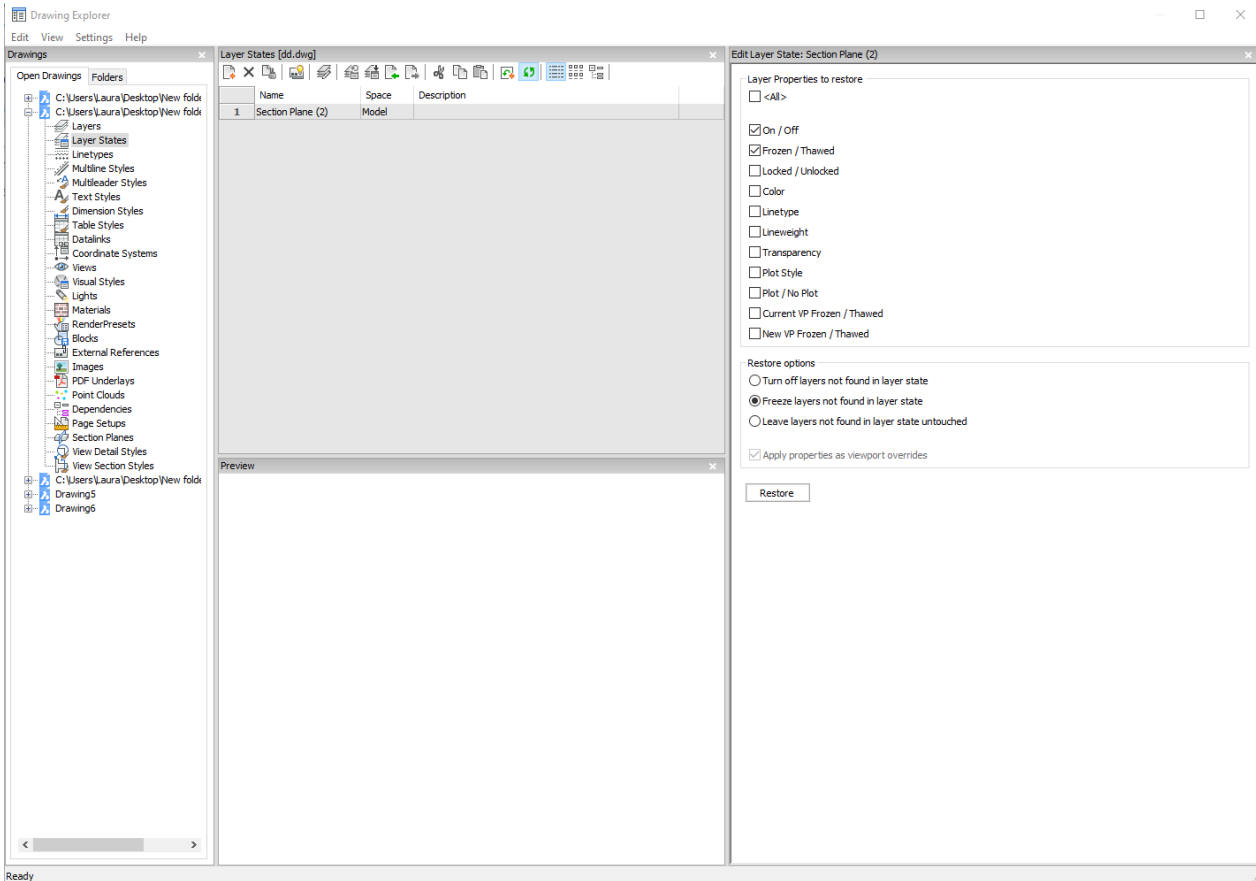 Drawing Explorer
Edit View Settings Help
Drawings
Open Drawings Folders
C:\Users\Laura\Desktop\New folde
C:\Users\Laura\Desktop\New folde
Layers
Layer States
Linetypes
Multiline Styles
Multileader Styles
Text Styles
Dimension Styles
Table Styles
Datalinks
Coordinate Systems
Views
Visual Styles
Lights
Materials
RenderPresets
Blocks
External References
Images
PDF Underlays
Point Clouds
Dependencies
Page Setups
Section Planes
View Detail Styles
View Section Styles
C:\Users\Laura\Desktop\New folde
Drawing5
Drawing6
Layer States [dd.dwg]
Name Space Description
1 Section Plane (2) Model
Preview
Edit Layer State: Section Plane (2)
Layer Properties to restore
<All>
On / Off
Frozen / Thawed
Locked / Unlocked
Color
Linetype
Lineweight
Transparency
Plot Style
Plot / No Plot
Current VP Frozen / Thawed
New VP Frozen / Thawed
Restore options
Turn off layers not found in layer state
Freeze layers not found in layer state
Leave layers not found in layer state untouched
Apply properties as viewport overrides
Restore
Ready